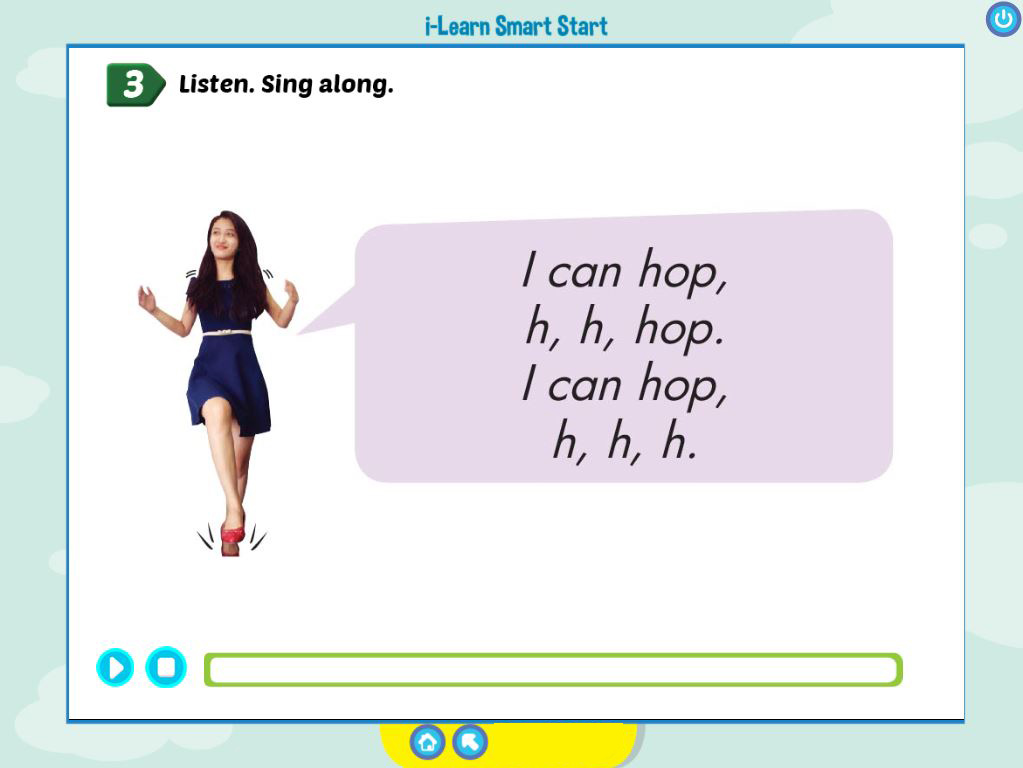 i-Learn Smart Start
3 Listen. Sing along.
I can hop,
h, h, hop.
I can hop,
h, h, h.